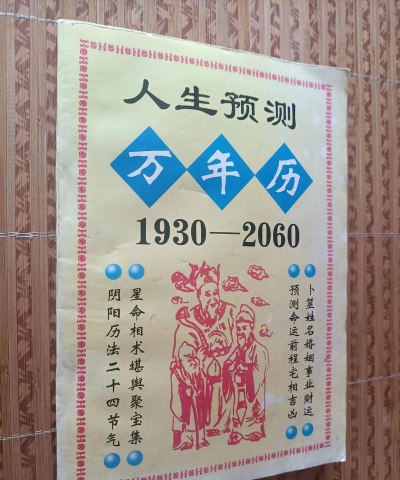 人生预测
万年历
1930—2060
卜筮姓名婚姻事业财运
预测命运前程宅相吉凶
星命相术堪舆聚宝集
阴阳历法二十四节气